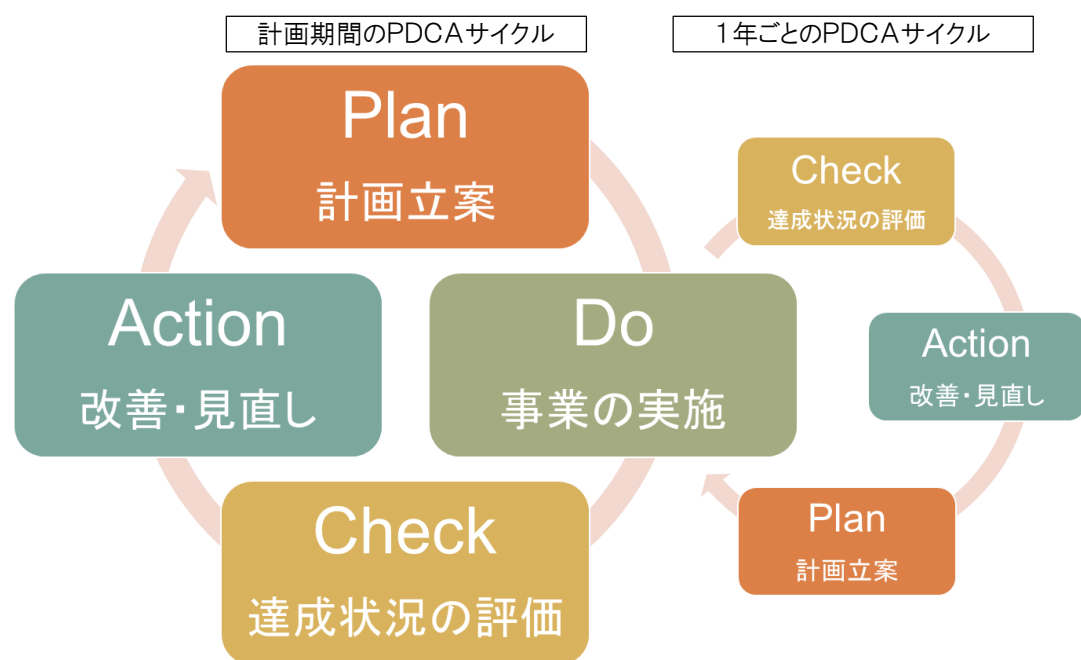 計画期間のPDCAサイクル
1年ごとのPDCAサイクル
Plan
計画立案
Action
改善・見直し
Do
事業の実施
Check
達成状況の評価
Check
達成状況の評価
Action
改善・見直し
Plan
計画立案